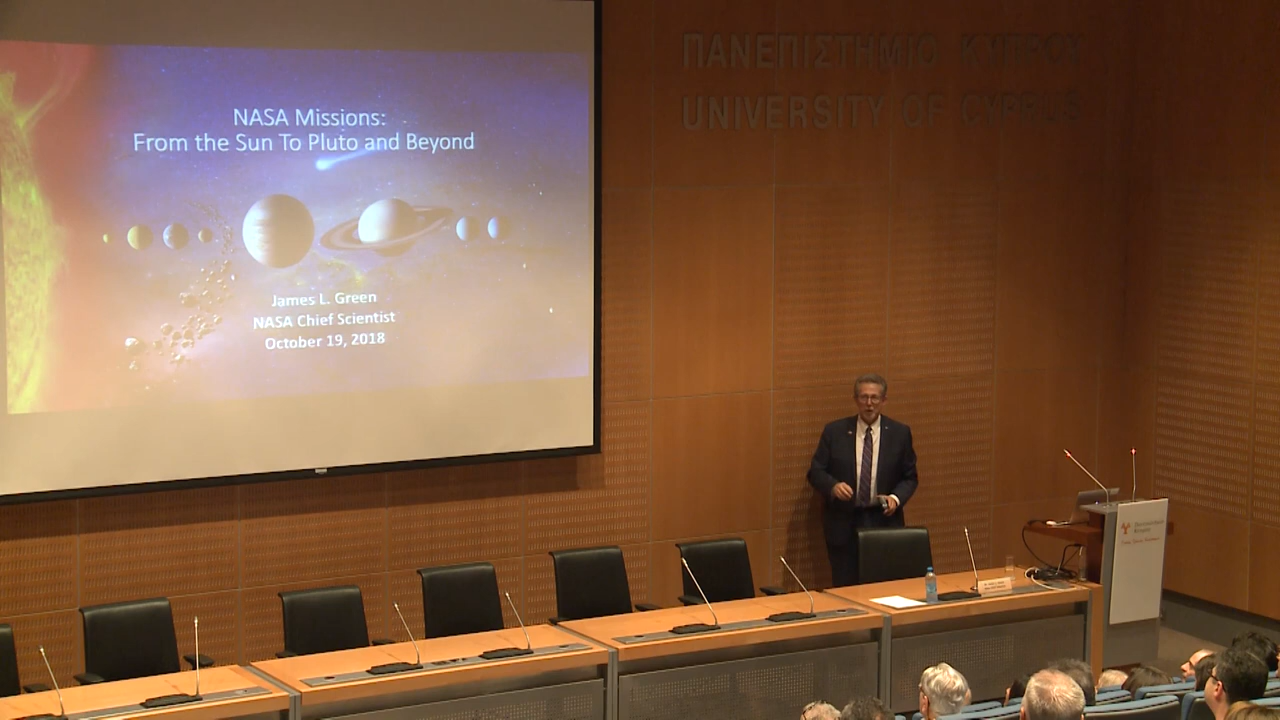 NASA Missions:
From the Sun To Pluto and Beyond
James L. Green
NASA Chief Scientist
October 19, 2018
ΠΑΝΕΠΙΣΤΗΜΙΟ ΚΥΠΡΟΥ
UNIVERSITY OF CYPRUS